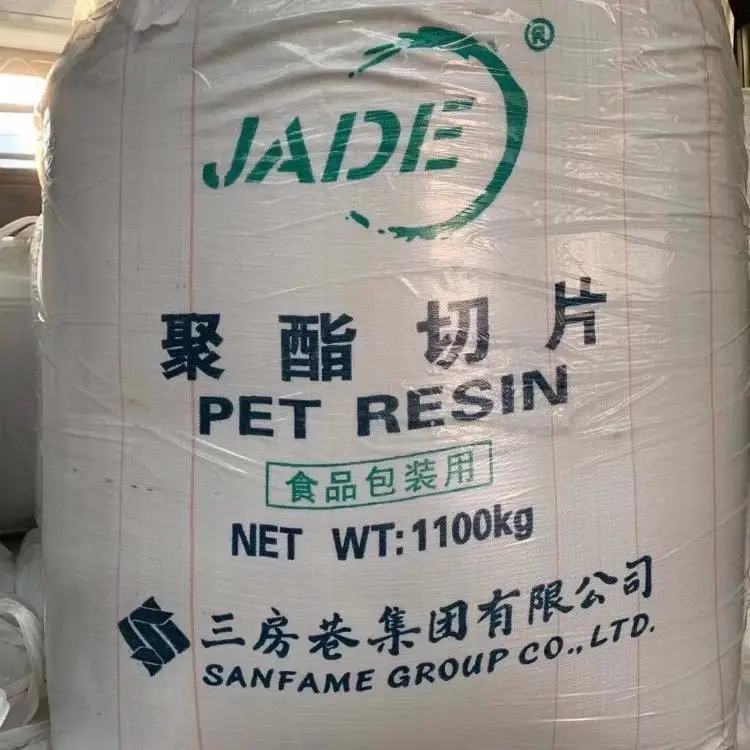 JADE ®
聚酯切片
PET RESIN
食品包装用
NET WT:1100kg
三房巷集团有限公司
SANFAME GROUP CO.,LTD.